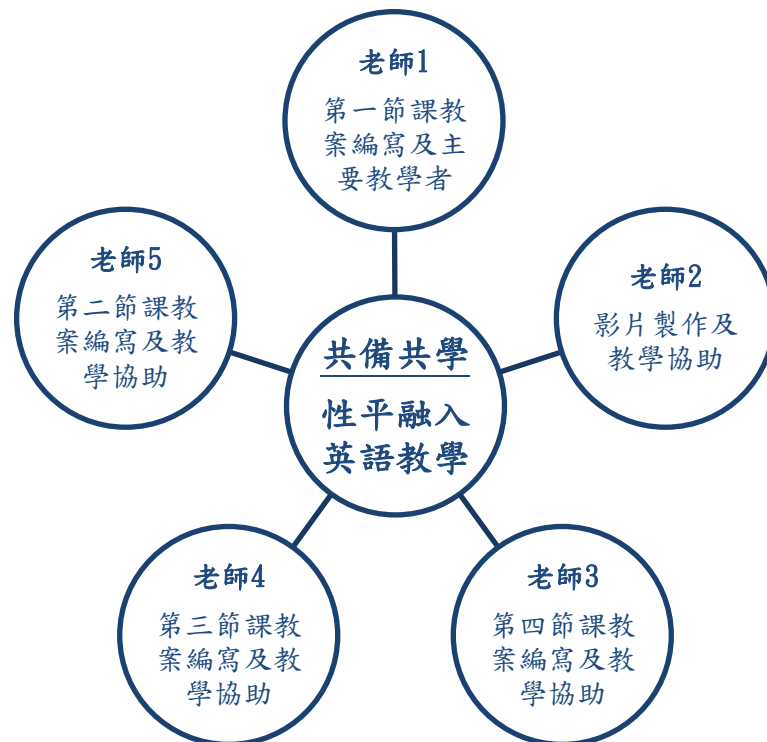 老師1
第一節課教
案編寫及主
要教學者
老師5
第二節課教
案編寫及教
學協助
老師2
影片製作及
教學協助
共備共學
性平融入
英語教學
老師4
第三節課教
案編寫及教
學協助
老師3
第四節課教
案編寫及教
學協助